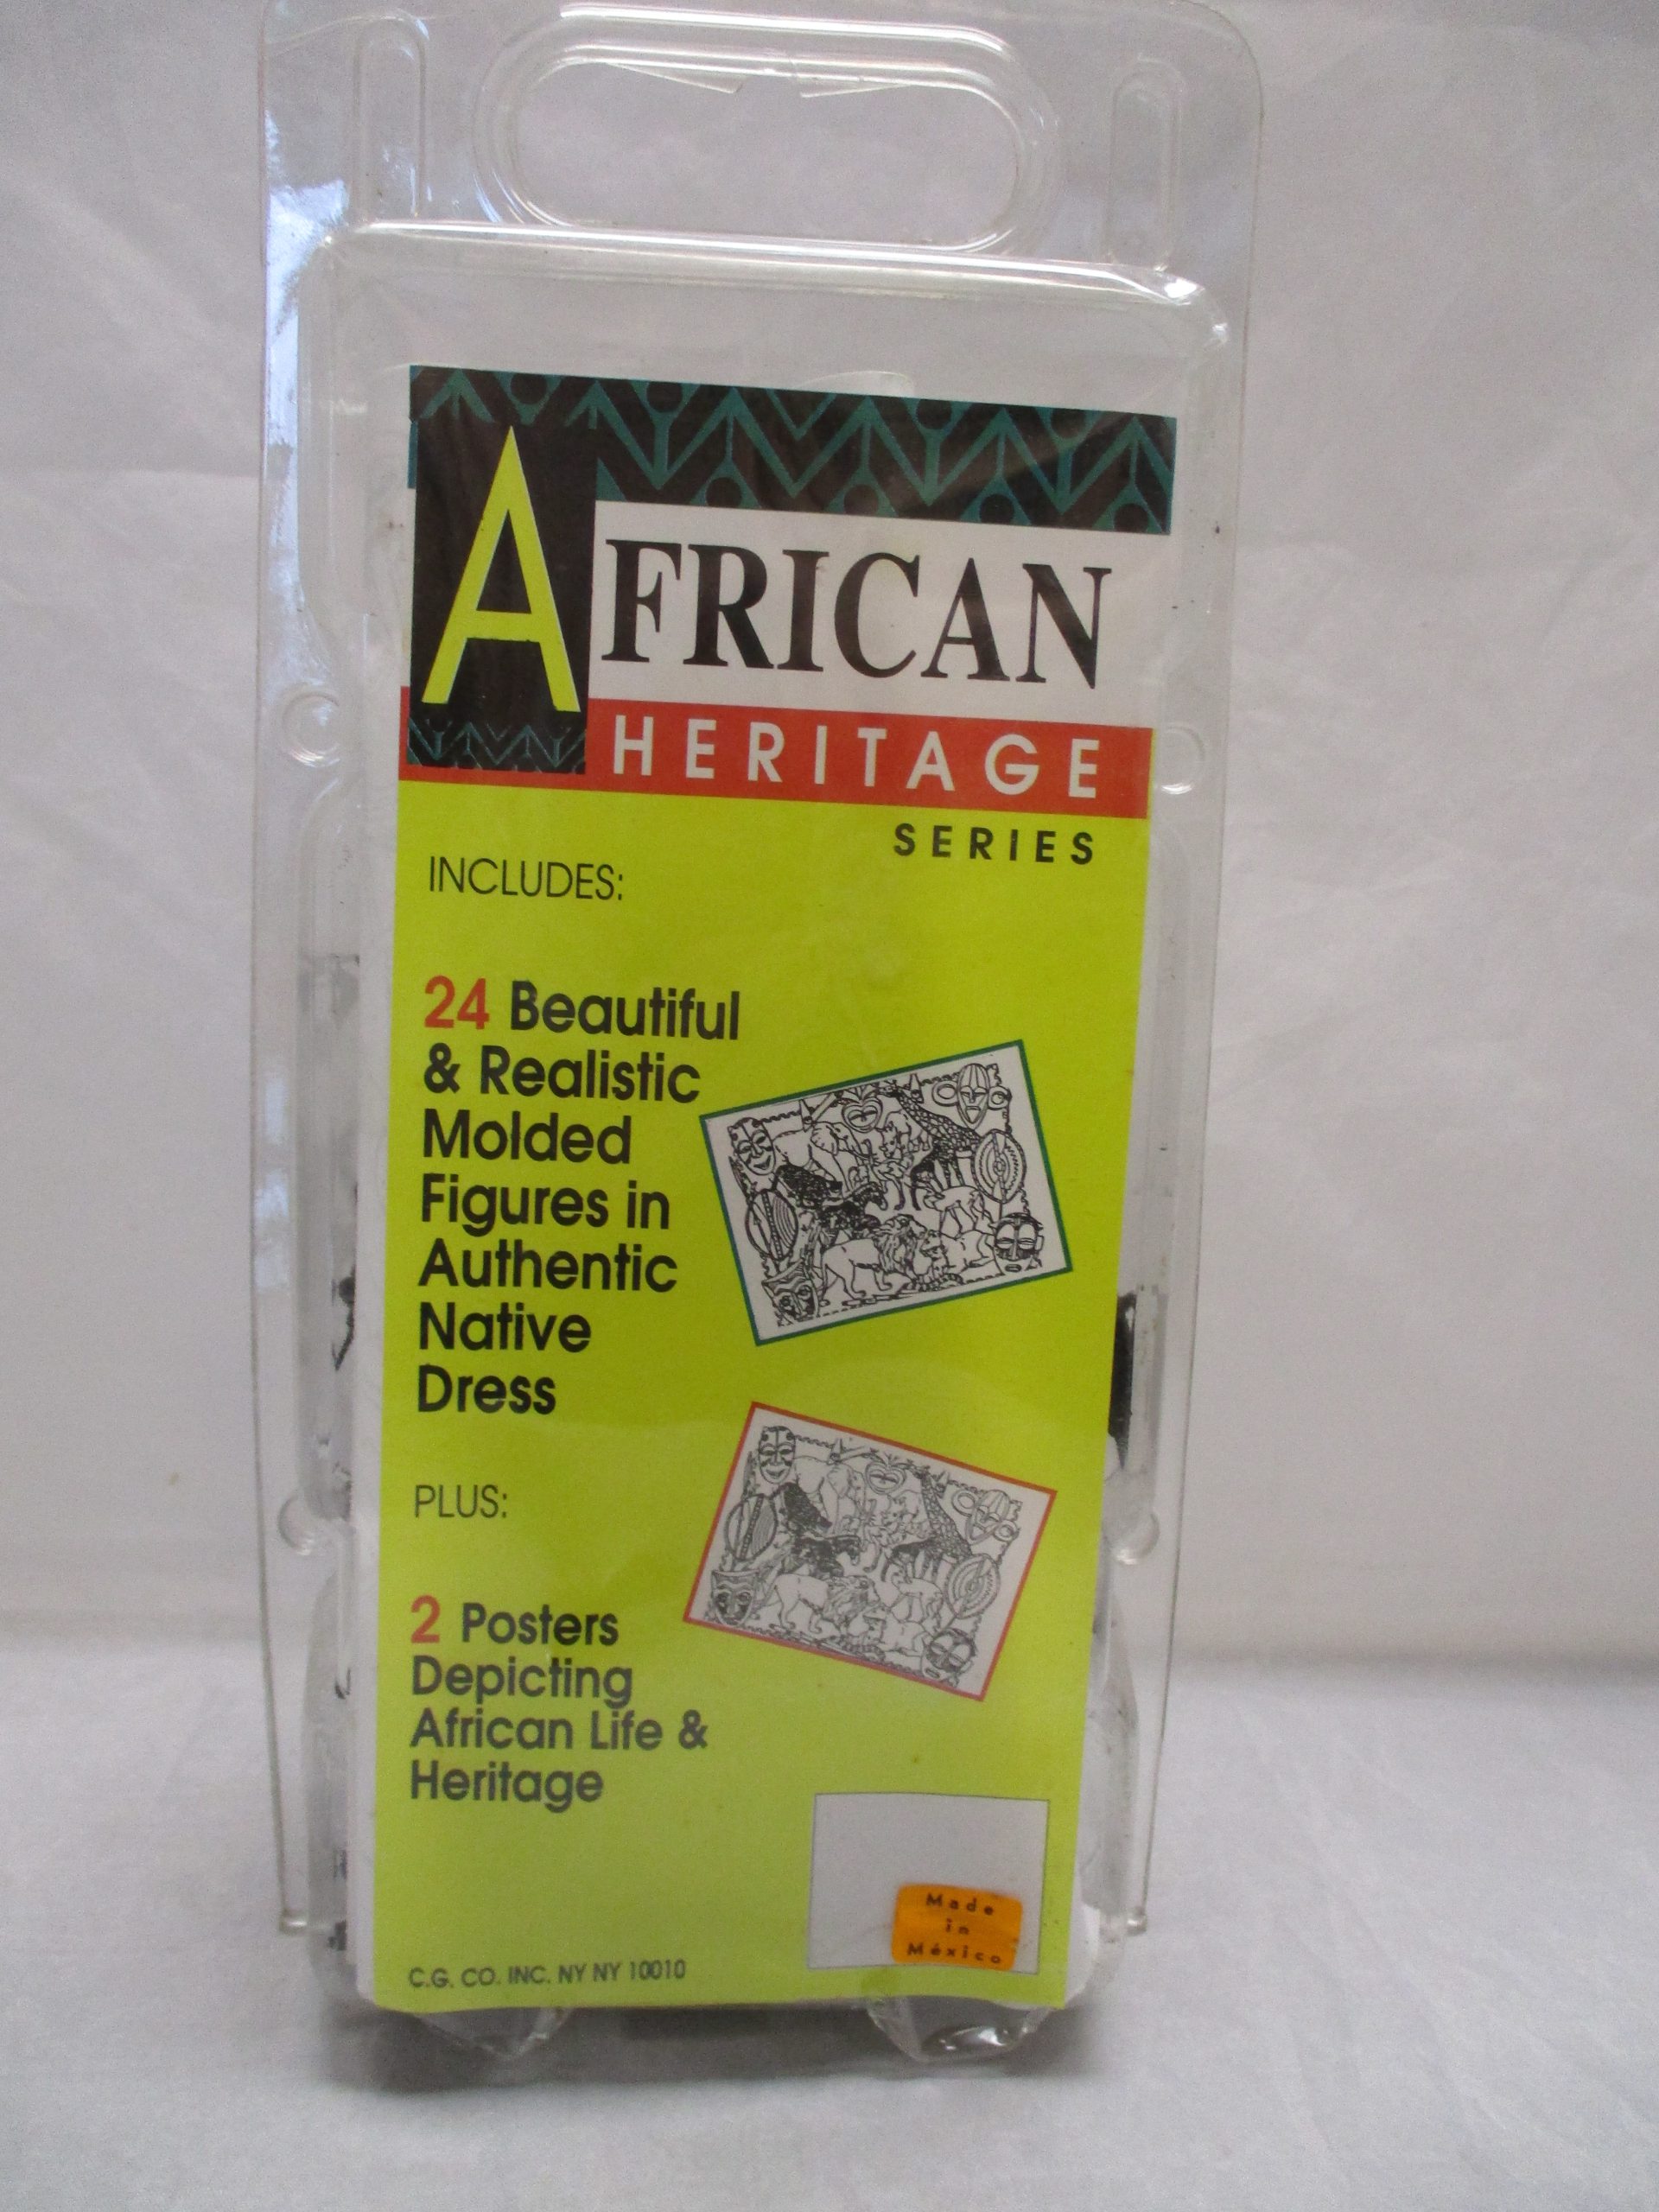 AFRICAN
HERITAGE
SERIES
INCLUDES:
24 Beautiful
& Realistic
Molded
Figures in
Authentic
Native
Dress
PLUS:
2 Posters
Depicting
African Life &
Heritage
Made
in
México
C.G. CO. INC. NY NY 10010